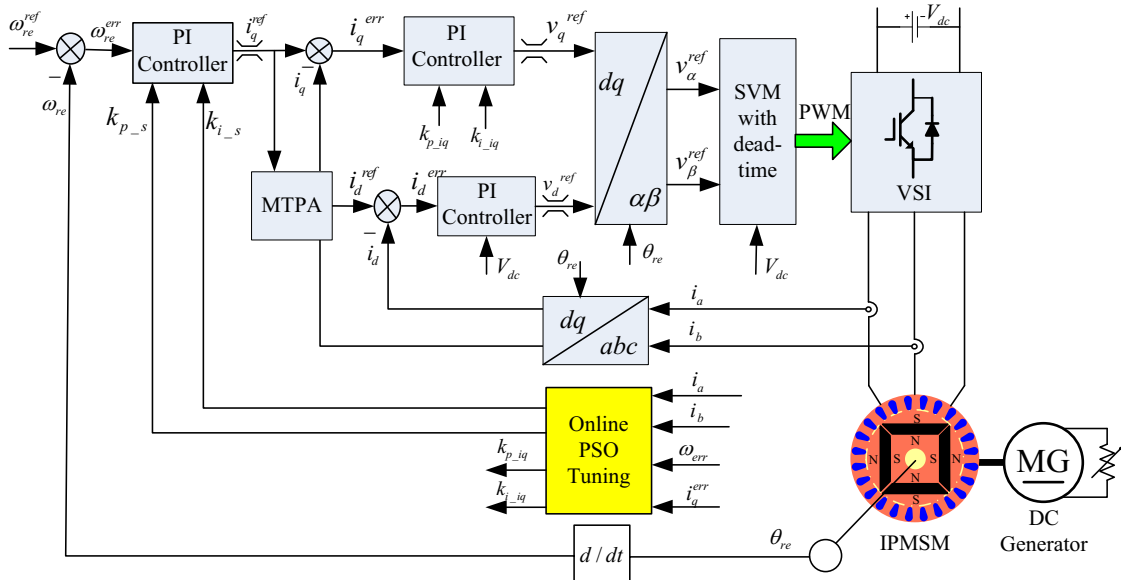 ω_re^ref
ω_re^err
PI
Controller
i_q^ref
i_q^err
PI
Controller
v_q^ref
dq
αβ
v_α^ref
v_β^ref
SVM
with
dead-
time
PWM
+ -
V_dc
VSI
−
ω_re
k_p_s
k_i_s
i_q
−
k_p_iq
k_i_iq
MTPA
i_d^ref
i_d^err
PI
Controller
v_d^ref
−
i_d
V_dc
θ_re
θ_re
V_dc
dq
abc
i_a
i_b
Online
PSO
Tuning
i_a
i_b
ω_err
i_q^err
k_p_iq
k_i_iq
S
N
N S S N
N
S
IPMSM
MG
DC
Generator
θ_re
d / dt